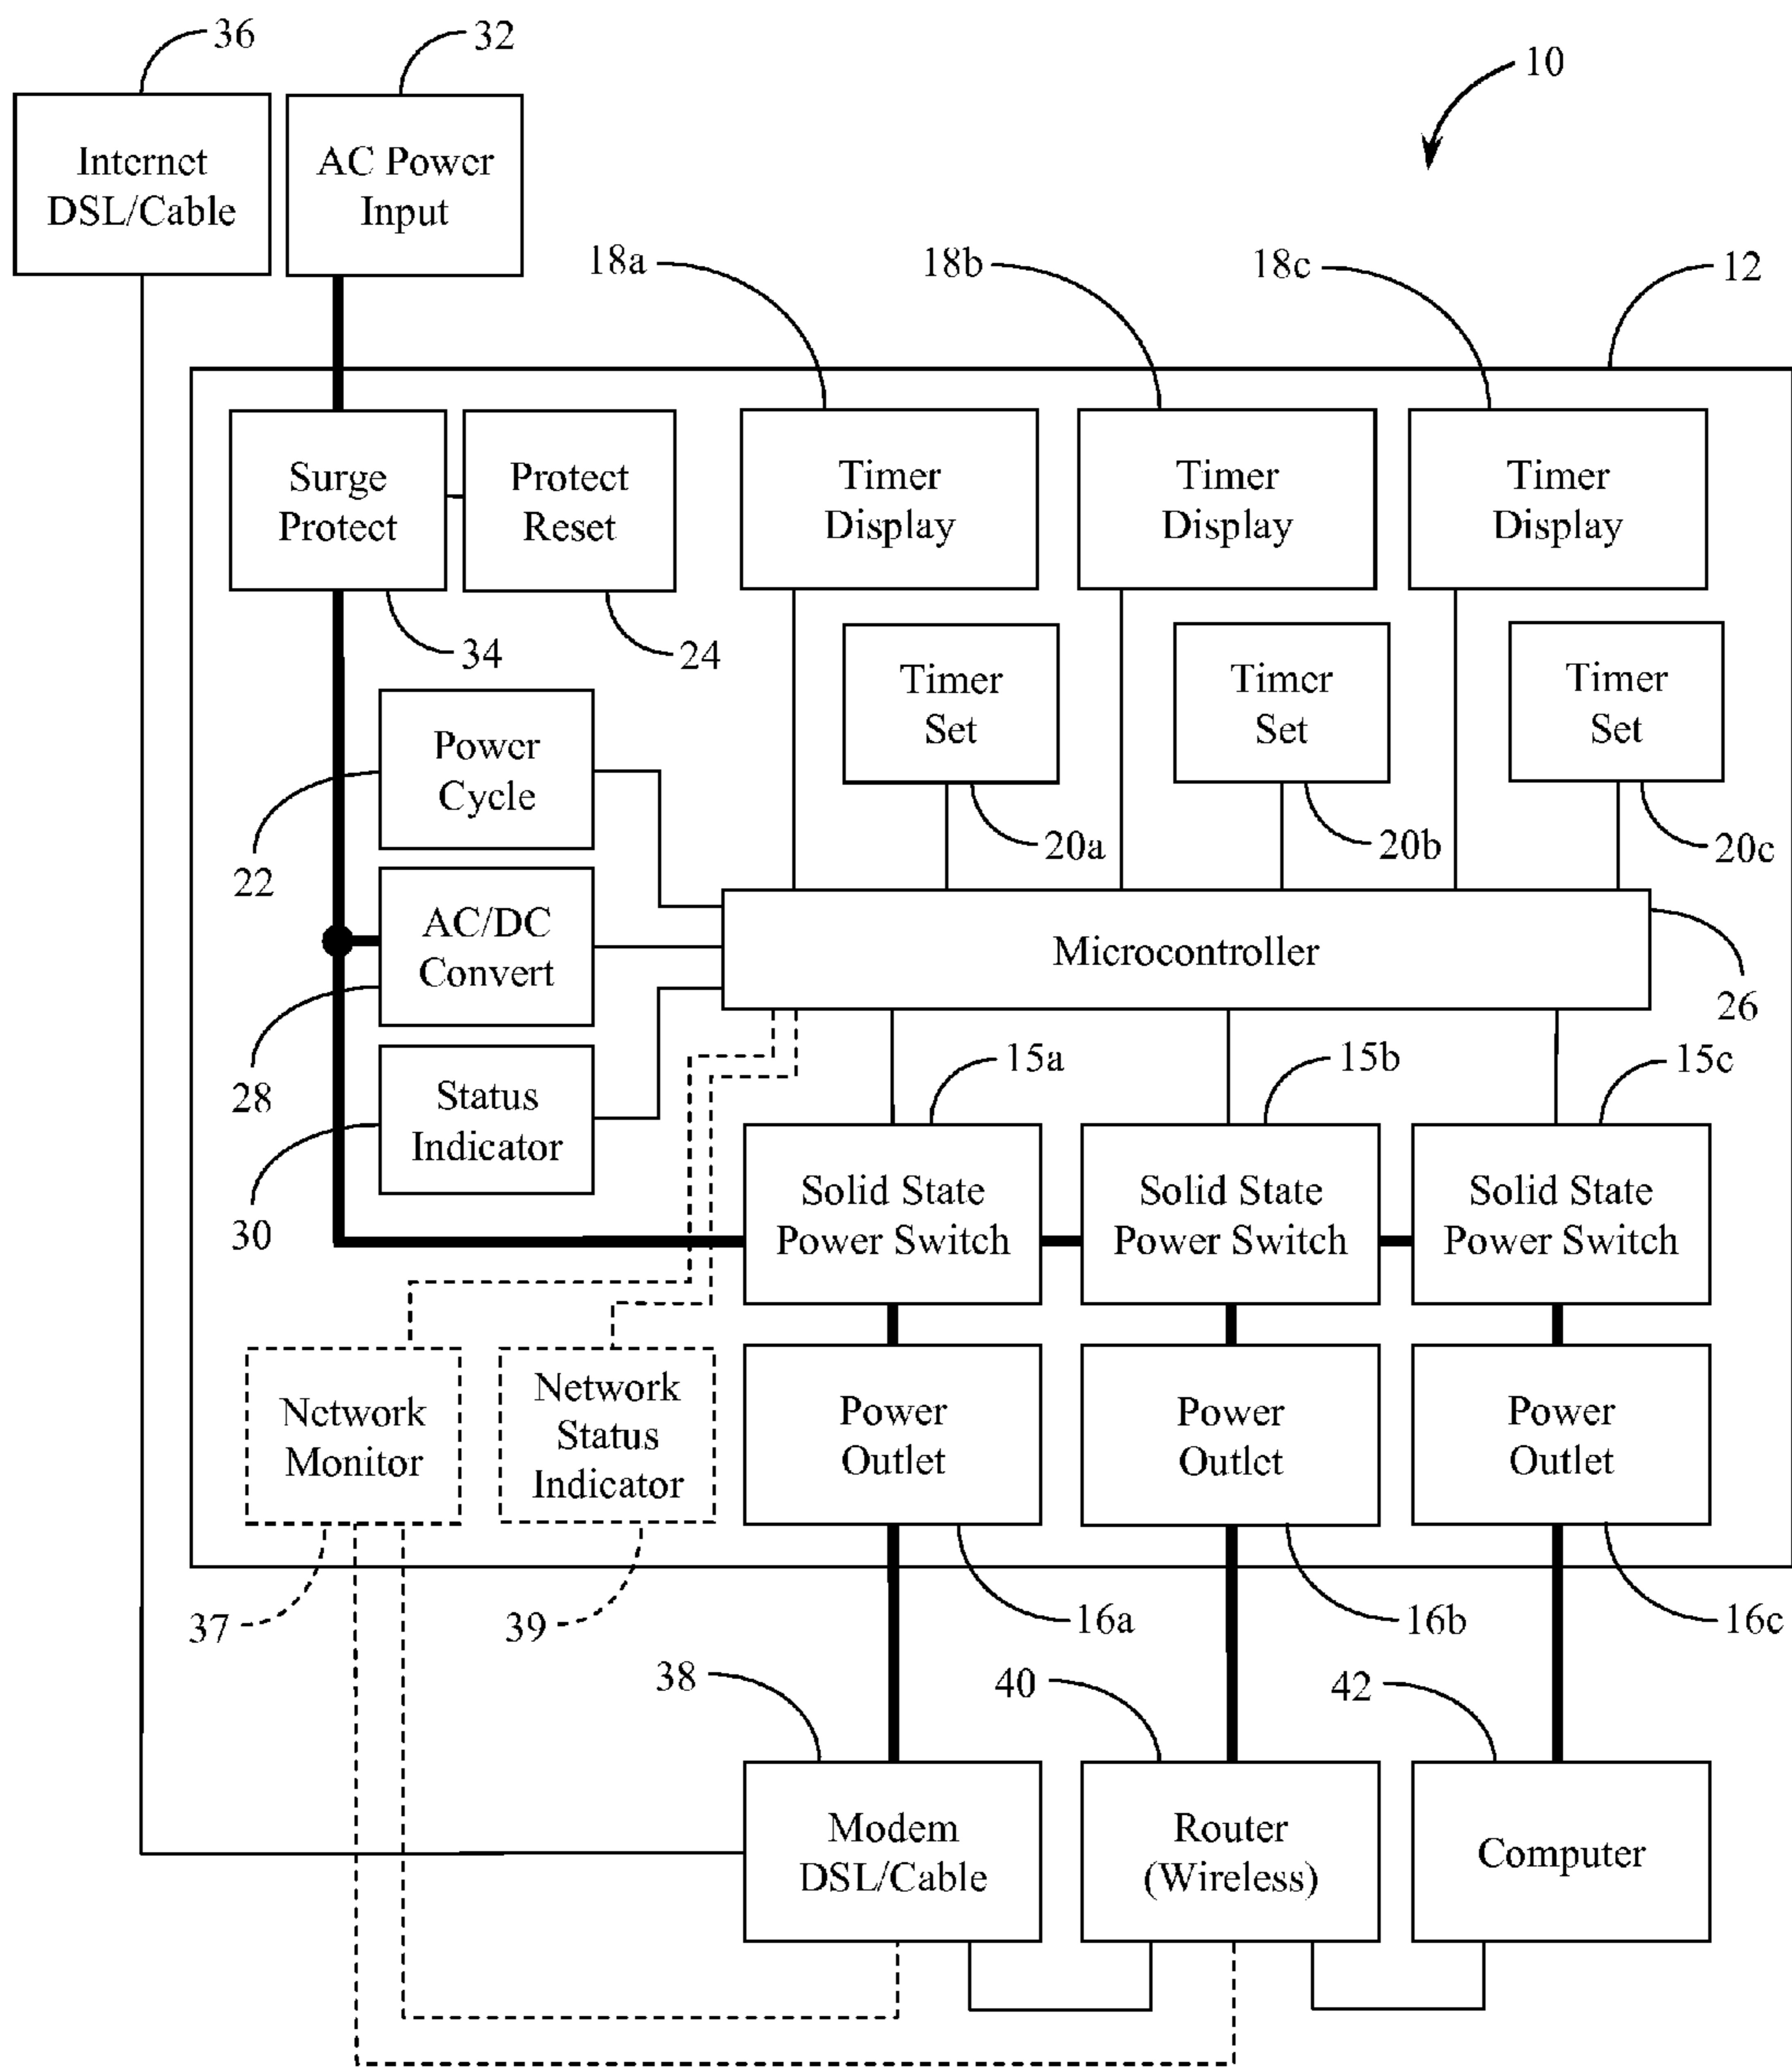 36
32
10
Internet
DSL/Cable
AC Power
Input
18a
18b
18c
12
Surge
Protect
Protect
Reset
Timer
Display
Timer
Display
Timer
Display
34
24
Timer
Set
Timer
Set
Timer
Set
Power
Cycle
20a
20b
20c
22
AC/DC
Convert
Microcontroller
26
28
15a
15b
15c
Status
Indicator
30
Solid State
Power Switch
Solid State
Power Switch
Solid State
Power Switch
Network
Monitor
Network
Status
Indicator
Power
Outlet
Power
Outlet
Power
Outlet
37
39
16a
16b
16c
38
40
42
Modem
DSL/Cable
Router
(Wireless)
Computer